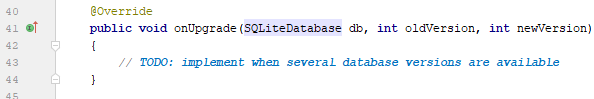 40 @Override
41 public void onUpgrade(SQLiteDatabase db, int oldVersion, int newVersion)
42 {
43 // TODO: implement when several database versions are available
44 }
45